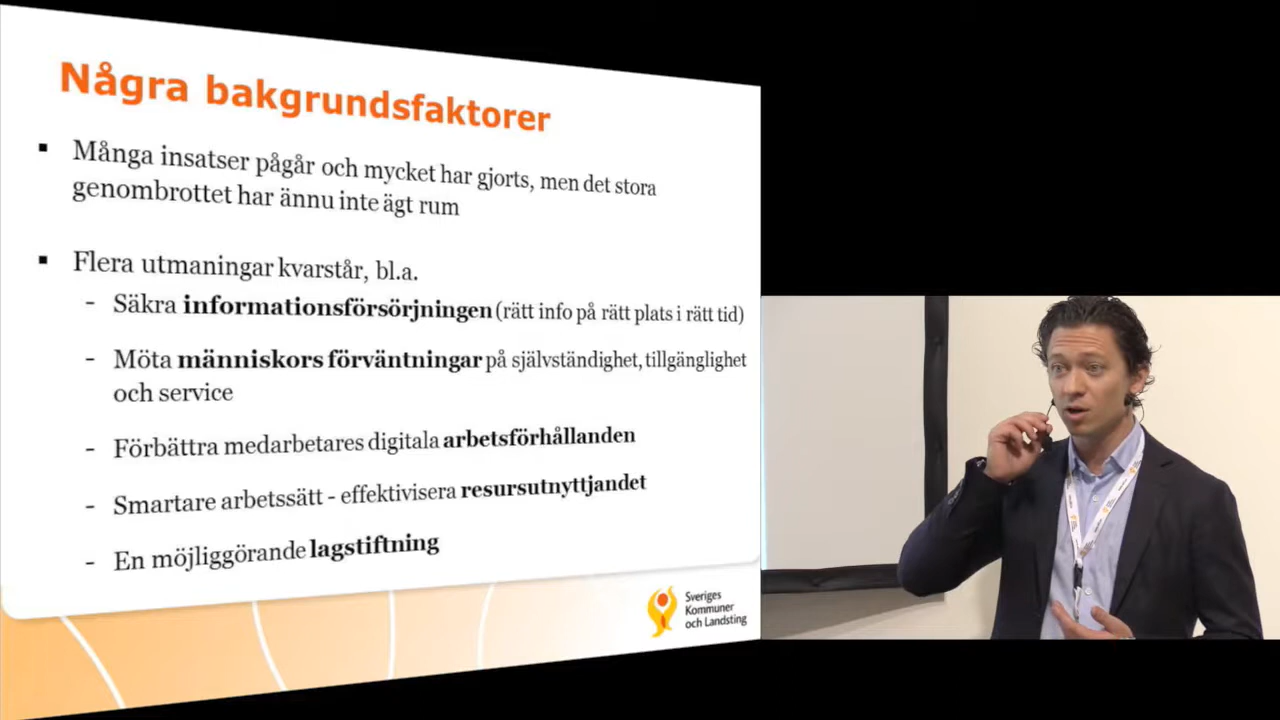 Några bakgrundsfaktorer
▪ Många insatser pågår och mycket har gjorts, men det stora
genombrottet har ännu inte ägt rum
▪ Flera utmaningar kvarstår, bl.a.
- Säkra informationsförsörjningen (rätt info på rätt plats i rätt tid)
- Möta människors förväntningar på självständighet, tillgänglighet
och service
- Förbättra medarbetares digitala arbetsförhållanden
- Smartare arbetssätt - effektivisera resursutnyttjandet
- En möjliggörande lagstiftning
Sveriges
Kommuner
och Landsting